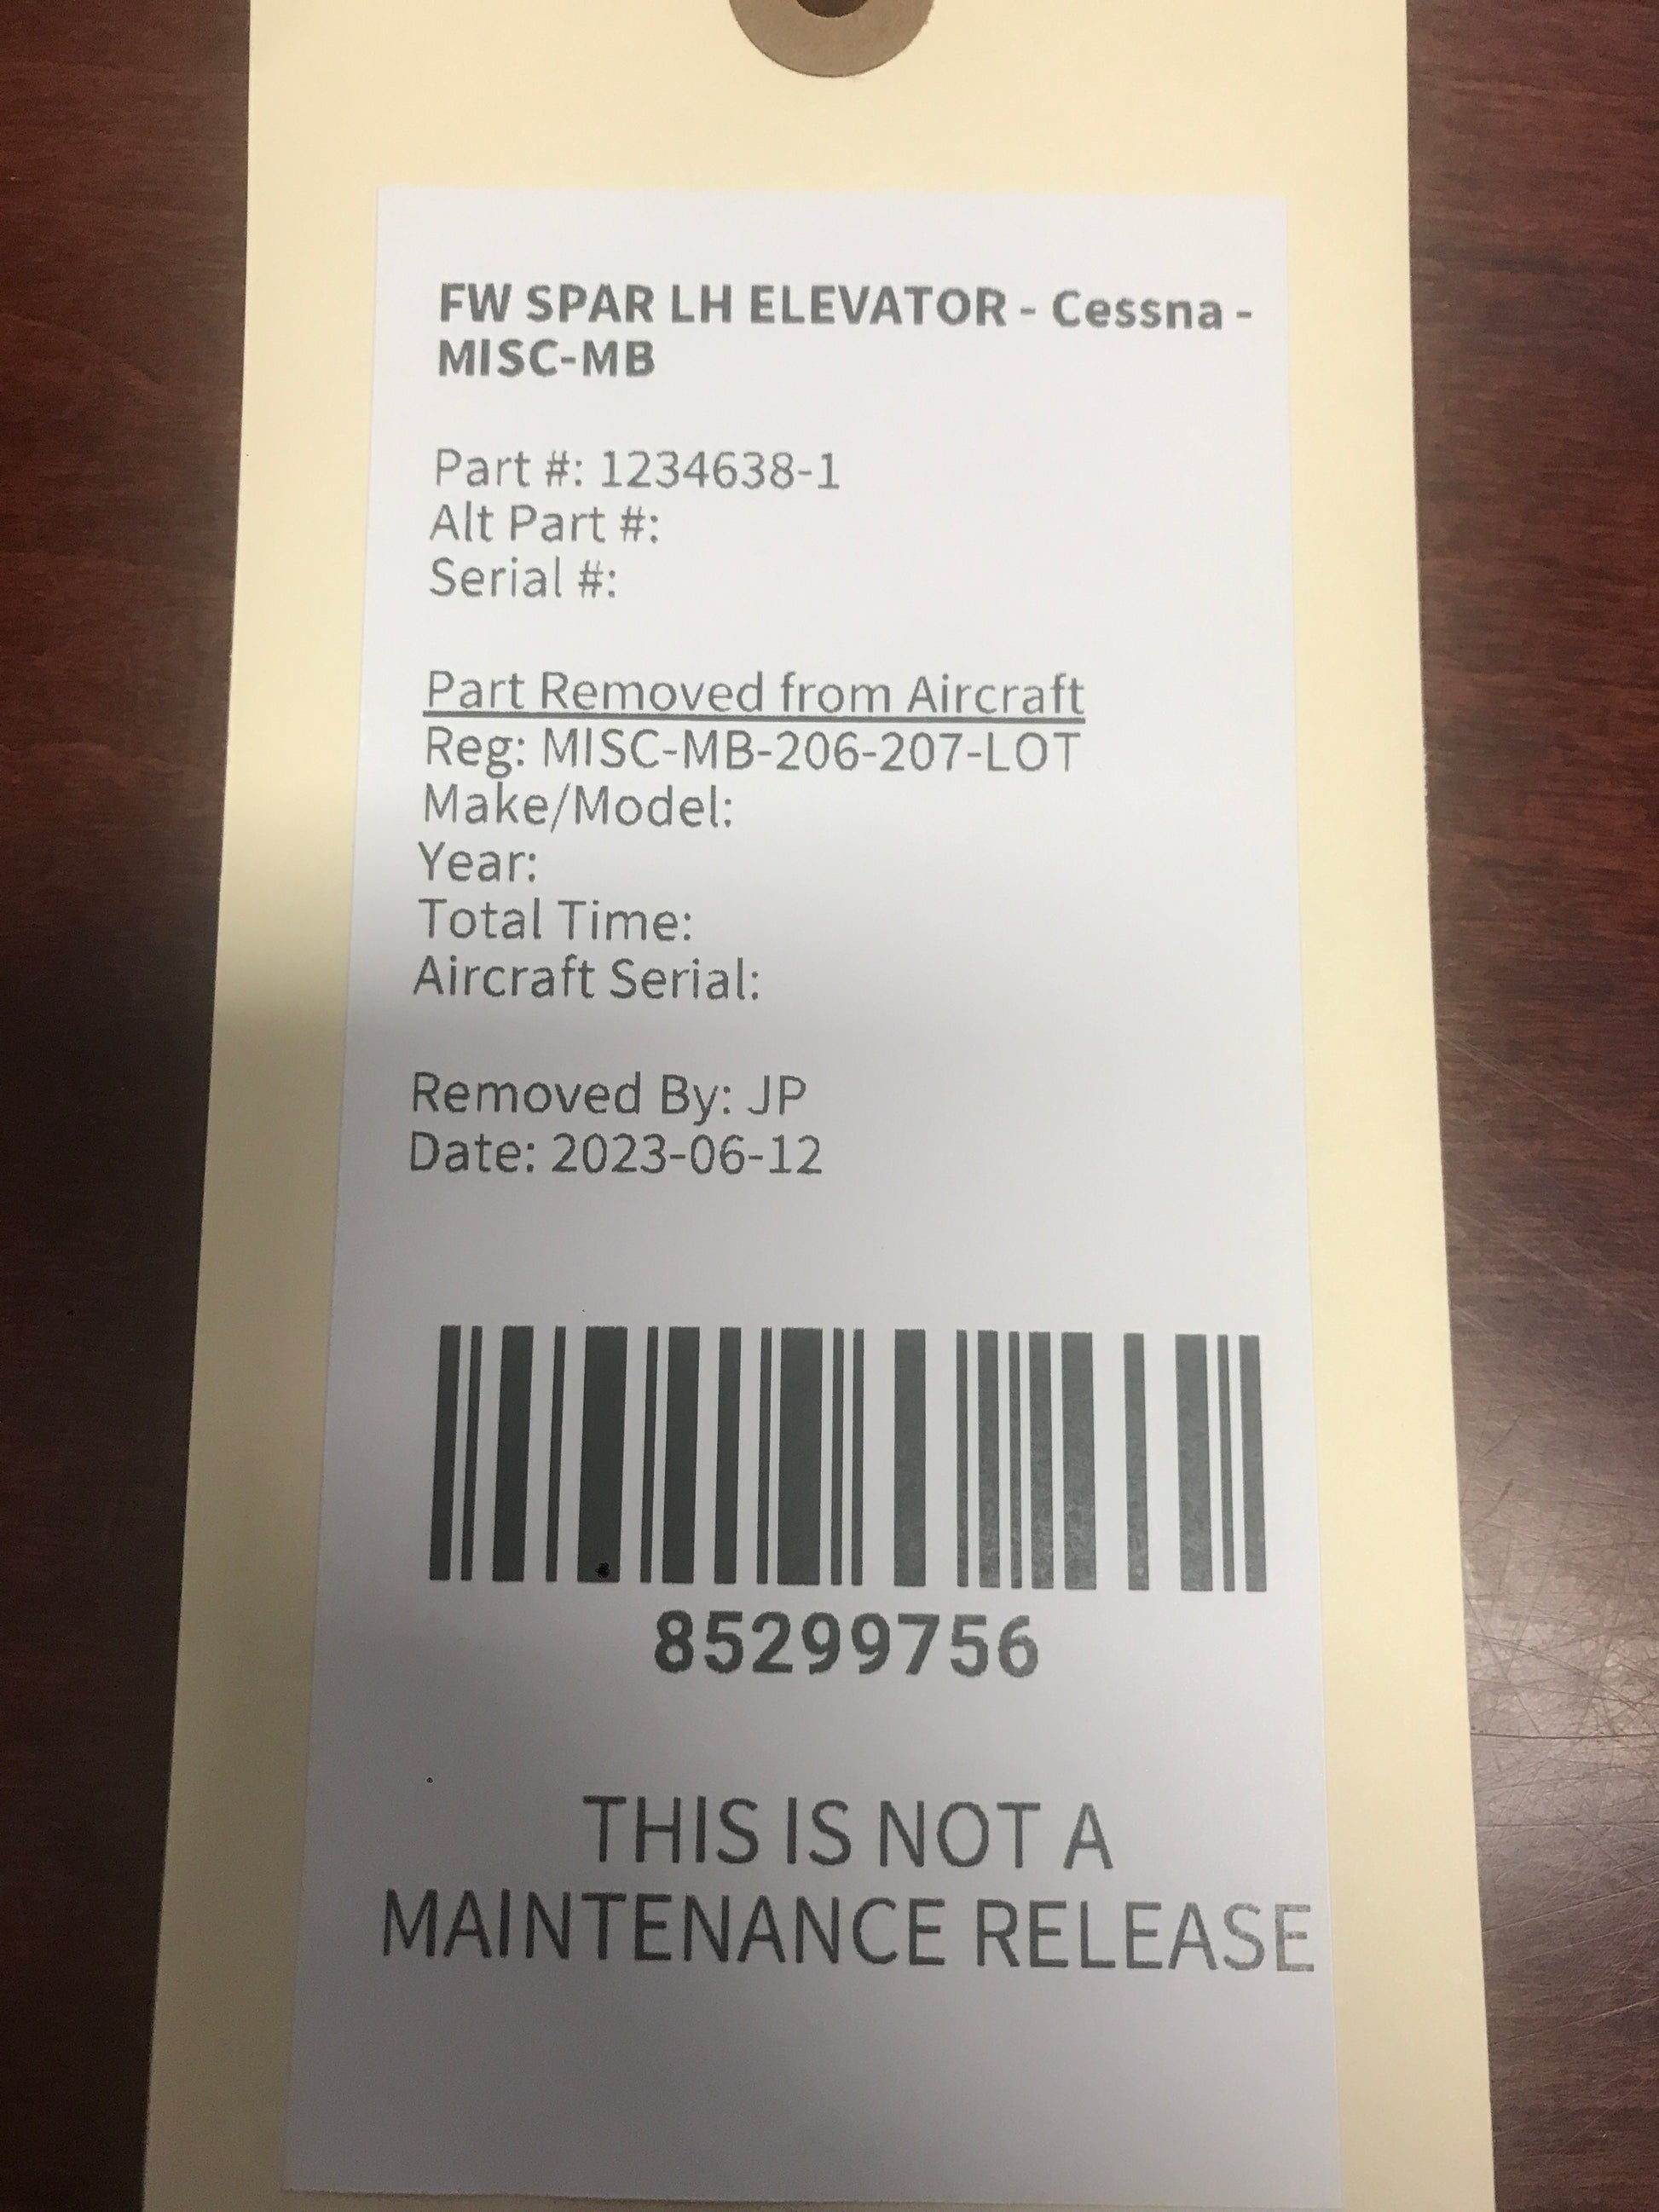 FW SPAR LH ELEVATOR - Cessna -
MISC-MB
Part #: 1234638-1
Alt Part #:
Serial #:
Part Removed from Aircraft
Reg: MISC-MB-206-207-LOT
Make/Model:
Year:
Total Time:
Aircraft Serial:
Removed By: JP
Date: 2023-06-12
85299756
THIS IS NOT A
MAINTENANCE RELEASE